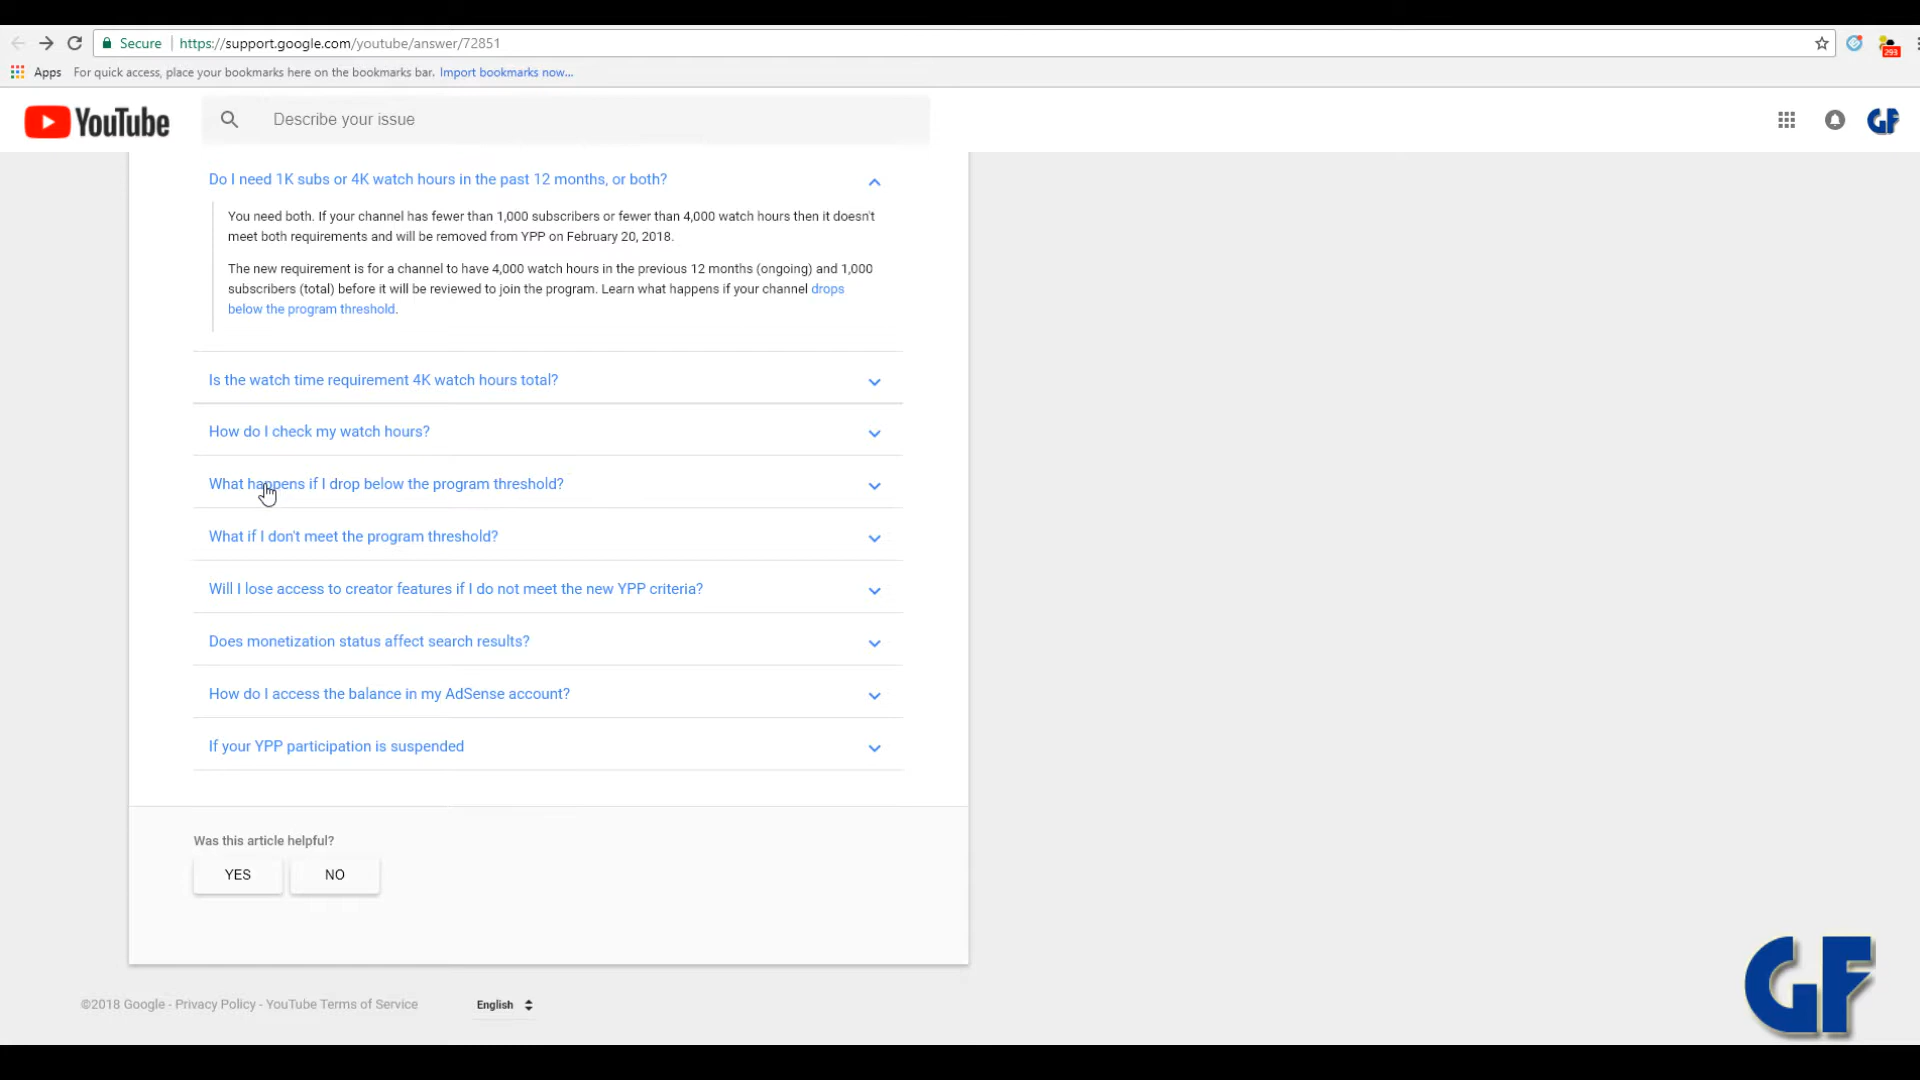 Secure https://support.google.com/youtube/answer/72851
Apps For quick access, place your bookmarks here on the bookmarks bar. Import bookmarks now...
293
YouTube Describe your issue GF
Do I need 1K subs or 4K watch hours in the past 12 months, or both?
You need both. If your channel has fewer than 1,000 subscribers or fewer than 4,000 watch hours then it doesn't
meet both requirements and will be removed from YPP on February 20, 2018.
The new requirement is for a channel to have 4,000 watch hours in the previous 12 months (ongoing) and 1,000
subscribers (total) before it will be reviewed to join the program. Learn what happens if your channel drops
below the program threshold.
Is the watch time requirement 4K watch hours total?
How do I check my watch hours?
What happens if I drop below the program threshold?
What if I don't meet the program threshold?
Will I lose access to creator features if I do not meet the new YPP criteria?
Does monetization status affect search results?
How do I access the balance in my AdSense account?
If your YPP participation is suspended
Was this article helpful?
YES NO
GF
©2018 Google - Privacy Policy - YouTube Terms of Service English